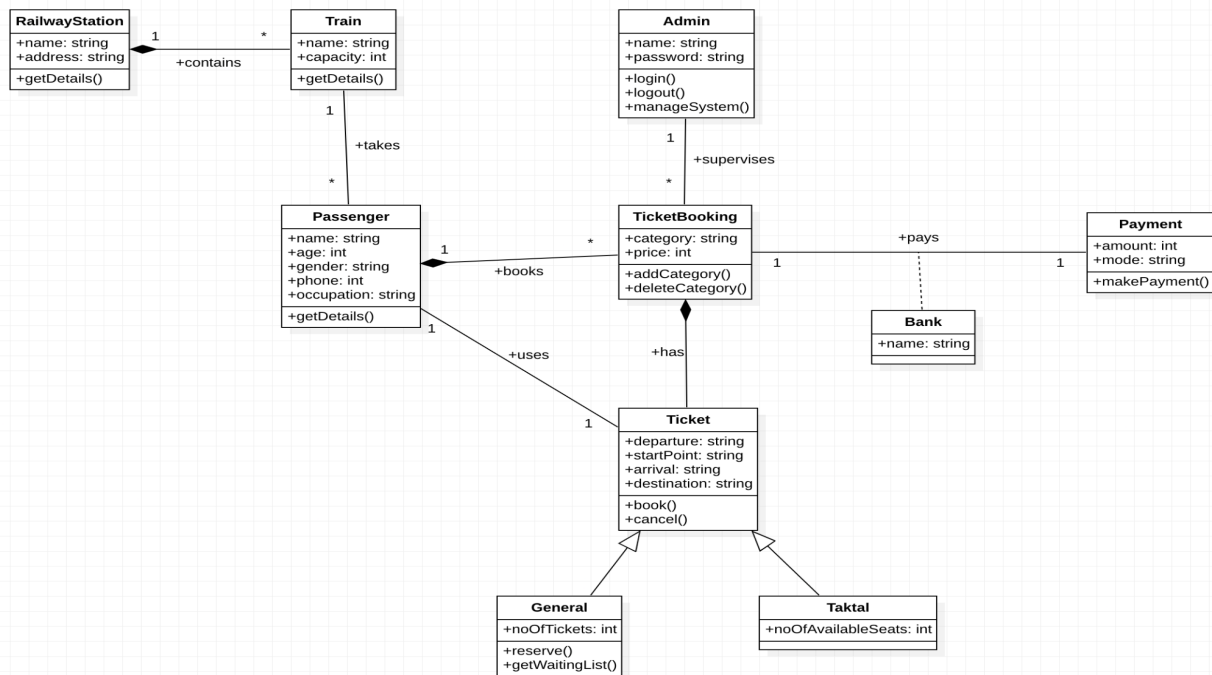 RailwayStation
+name: string
+address: string
+getDetails()
1
*
+contains
Train
+name: string
+capacity: int
+getDetails()
Admin
+name: string
+password: string
+login()
+logout()
+manageSystem()
1
+takes
*
1
+supervises
*
Passenger
+name: string
+age: int
+gender: string
+phone: int
+occupation: string
+getDetails()
1
*
+books
TicketBooking
+category: string
+price: int
+addCategory()
+deleteCategory()
+pays
1
1
Payment
+amount: int
+mode: string
+makePayment()
Bank
+name: string
1
+uses
1
+has
Ticket
+departure: string
+startPoint: string
+arrival: string
+destination: string
+book()
+cancel()
General
+noOfTickets: int
+reserve()
+getWaitingList()
Taktal
+noOfAvailableSeats: int